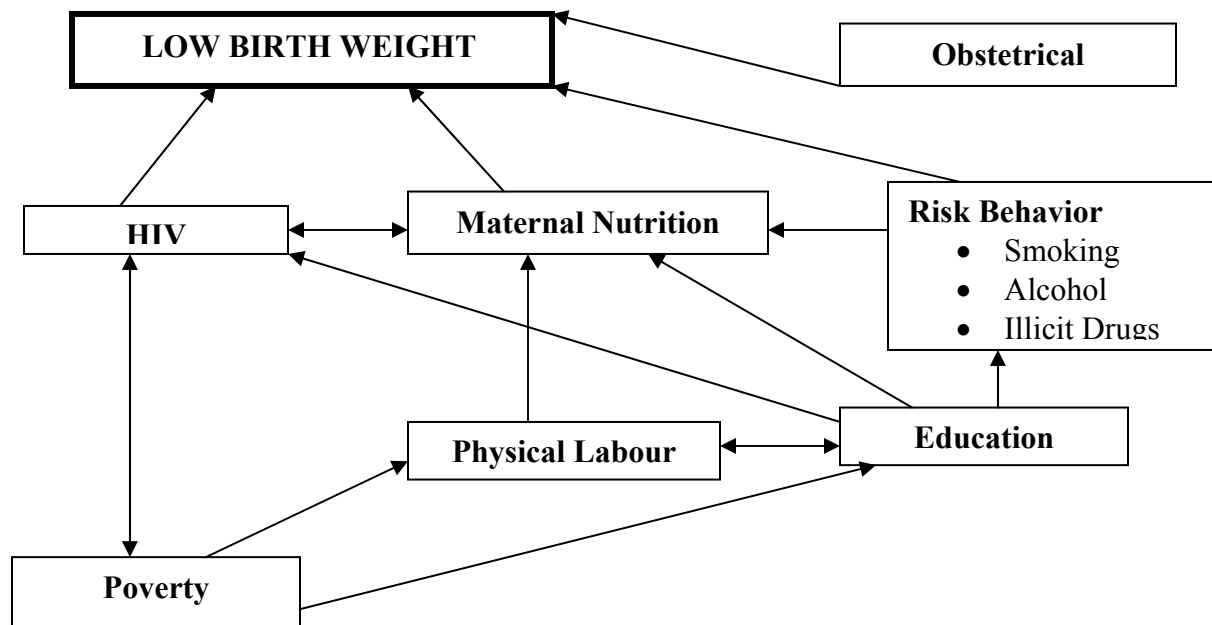 LOW BIRTH WEIGHT
Obstetrical
HIV
Maternal Nutrition
Risk Behavior
• Smoking
• Alcohol
• Illicit Drugs
Physical Labour
Education
Poverty